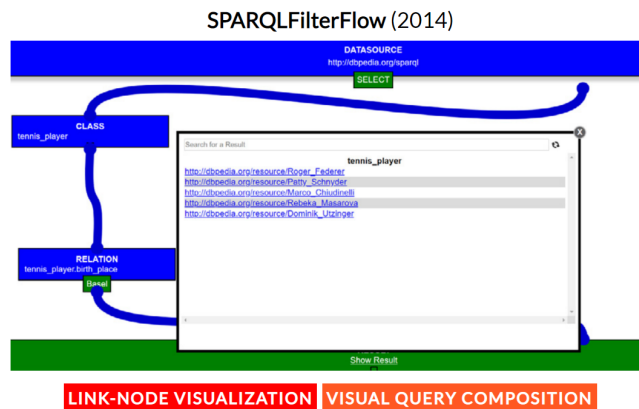 SPARQLFilterFlow (2014)
DATASOURCE
http://dbpedia.org/sparql
SELECT
CLASS
tennis_player
X
Search for a Result
tennis_player
http://dbpedia.org/resource/Roger_Federer
http://dbpedia.org/resource/Patty_Schnyder
http://dbpedia.org/resource/Marco_Chiudinelli
http://dbpedia.org/resource/Rebeka_Masarova
http://dbpedia.org/resource/Dominik_Utzinger
RELATION
tennis_player.birth_place
Basel
Show Result
LINK-NODE VISUALIZATION VISUAL QUERY COMPOSITION